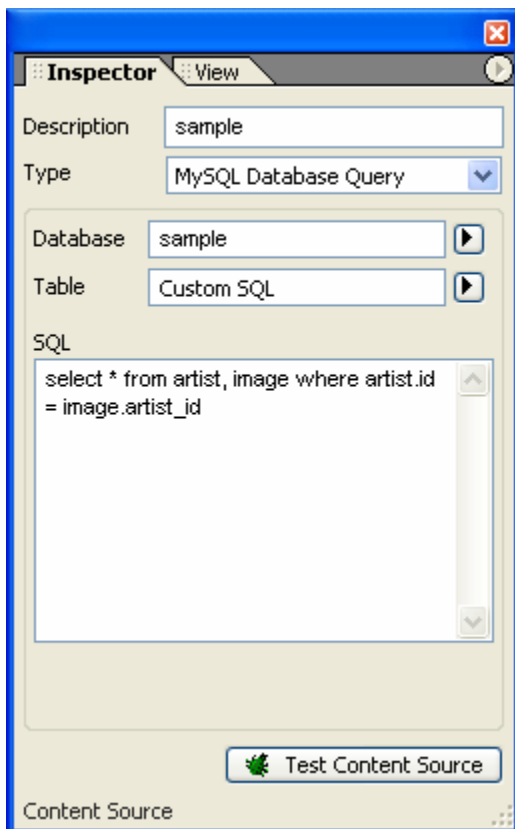 Inspector View
Description sample
Type MySQL Database Query
Database sample
Table Custom SQL
SQL
select * from artist, image where artist.id
= image.artist_id
Test Content Source
Content Source